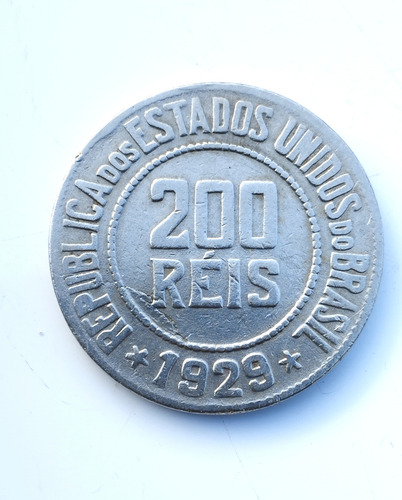 REPUBLICA DOS ESTADOS UNIDOS DO BRASIL
200
RÉIS
* 1929 *